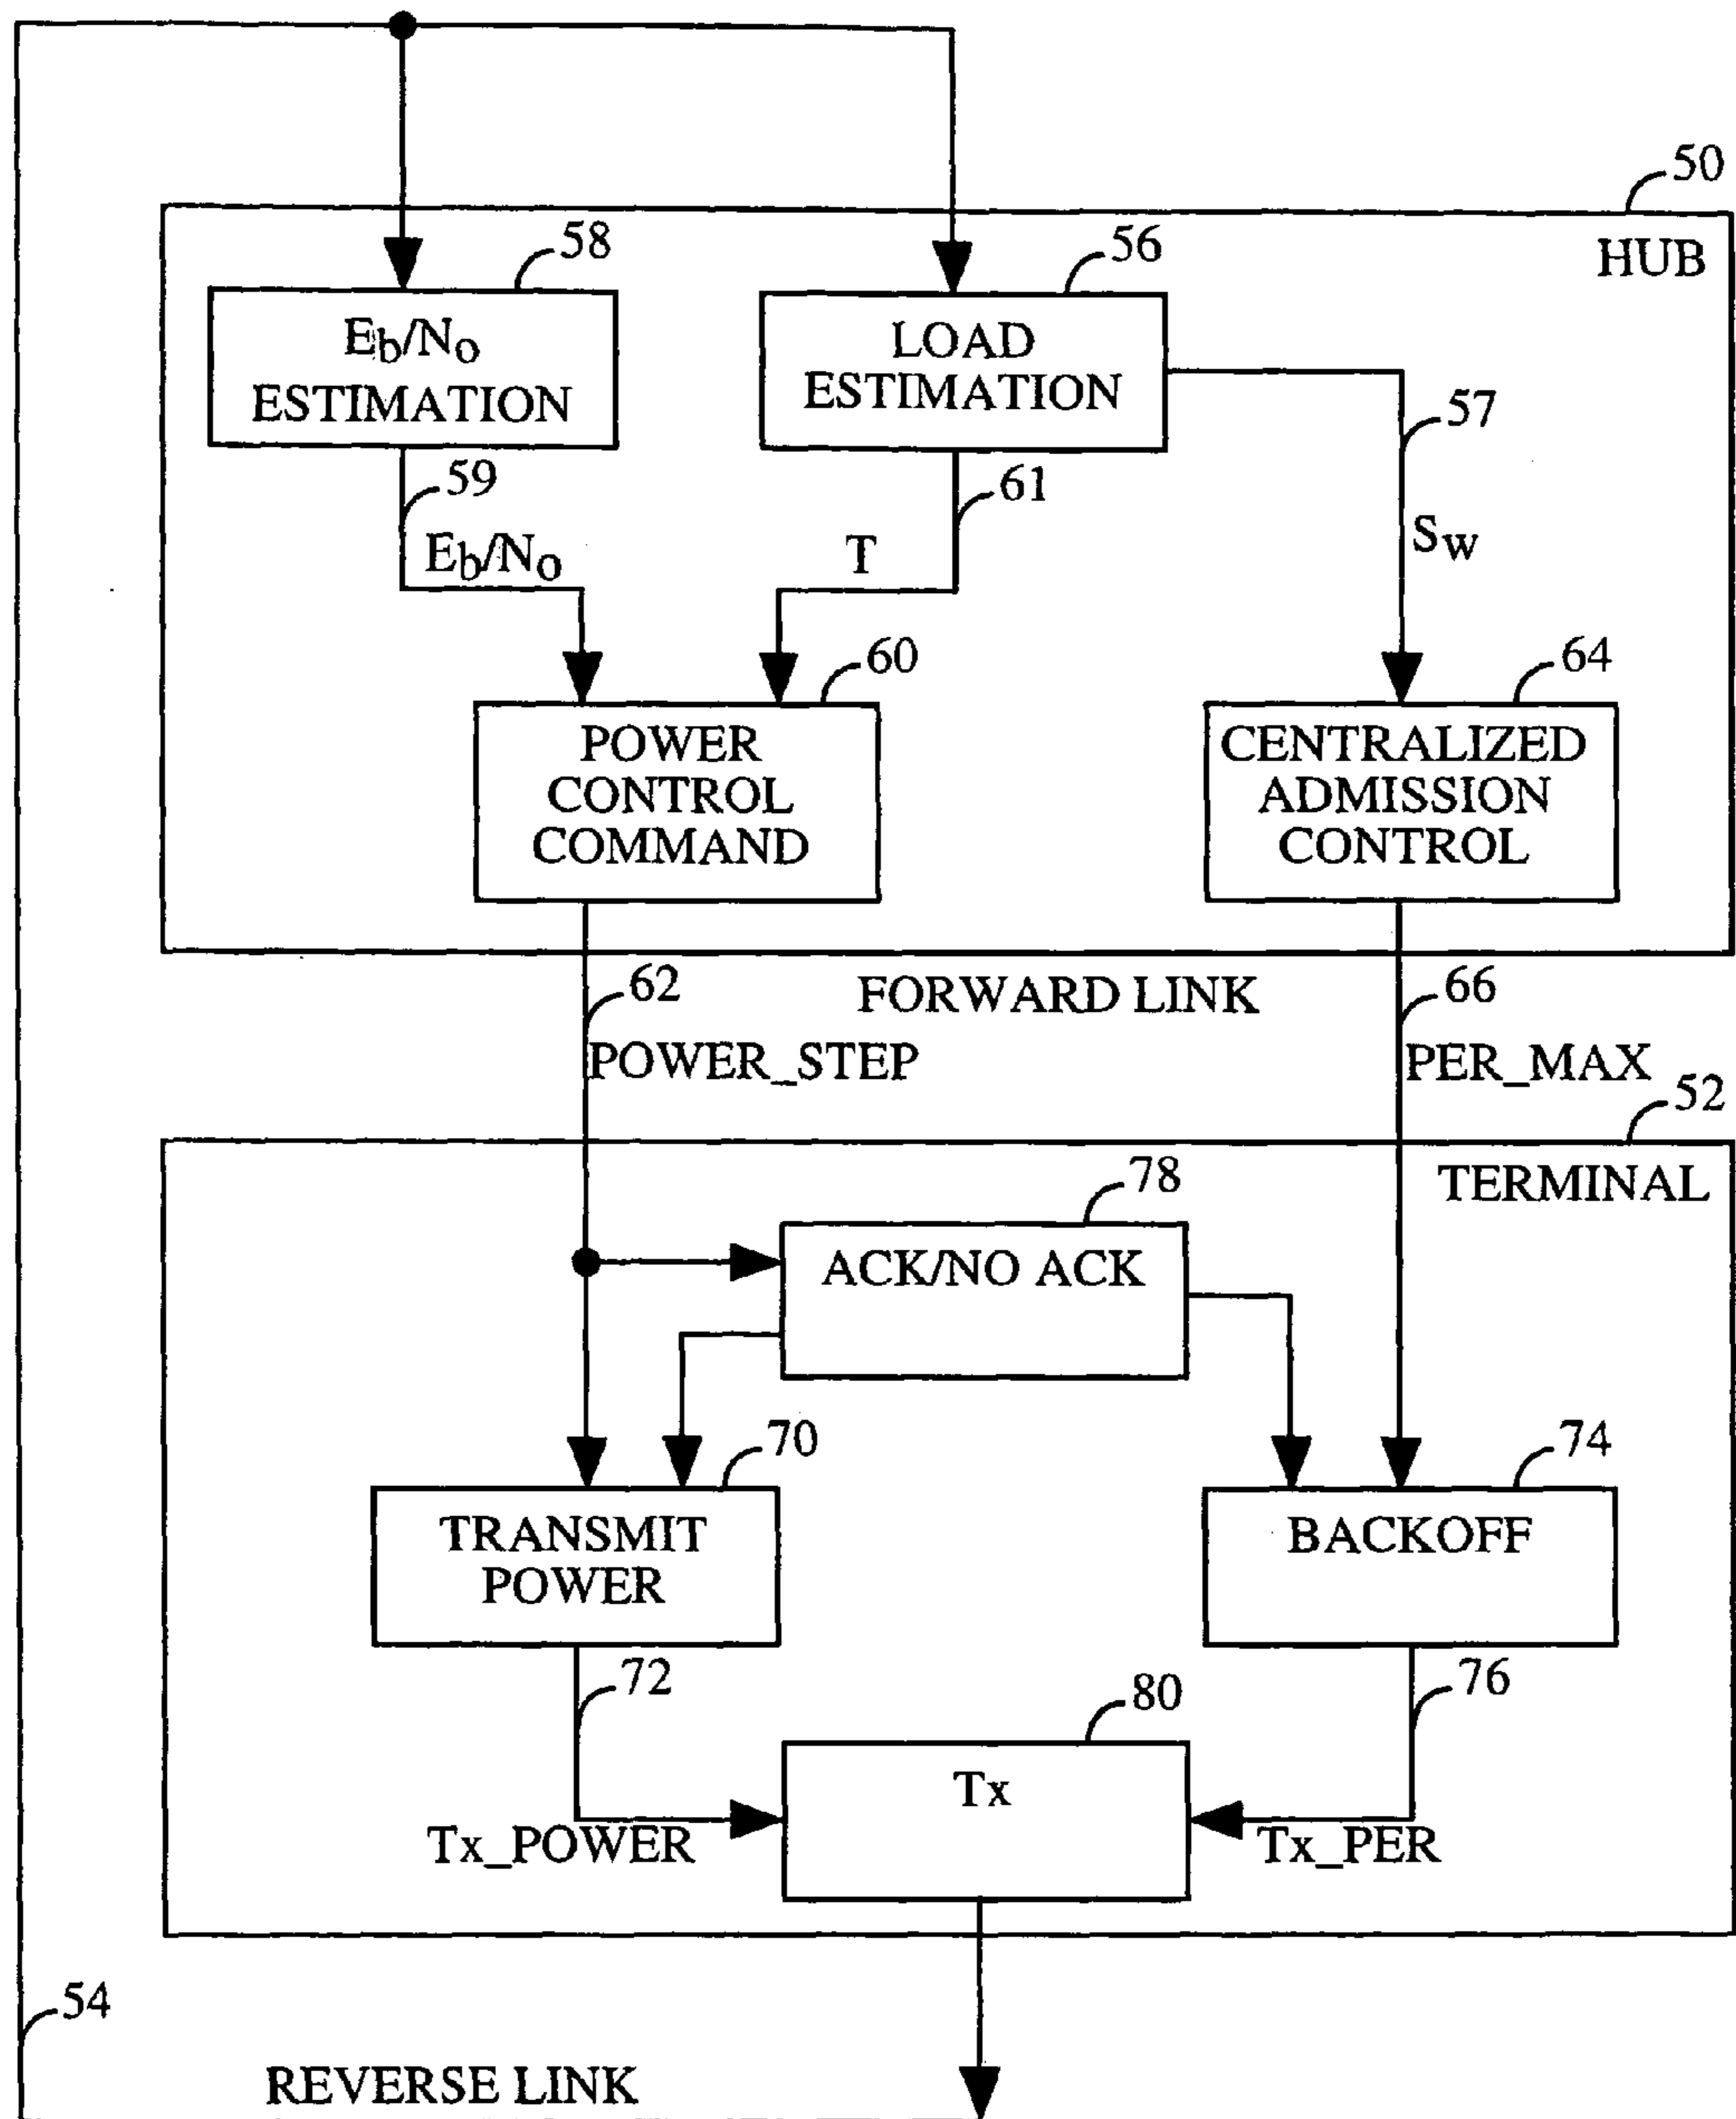 50
HUB
58
56
Eb/No
ESTIMATION
LOAD
ESTIMATION
57
59
61
Eb/No
T
Sw
60
64
POWER
CONTROL
COMMAND
CENTRALIZED
ADMISSION
CONTROL
62
FORWARD LINK
66
POWER_STEP
PER_MAX
52
TERMINAL
78
ACK/NO ACK
70
74
TRANSMIT
POWER
BACKOFF
72
80
76
Tx
Tx_POWER
Tx_PER
54
REVERSE LINK